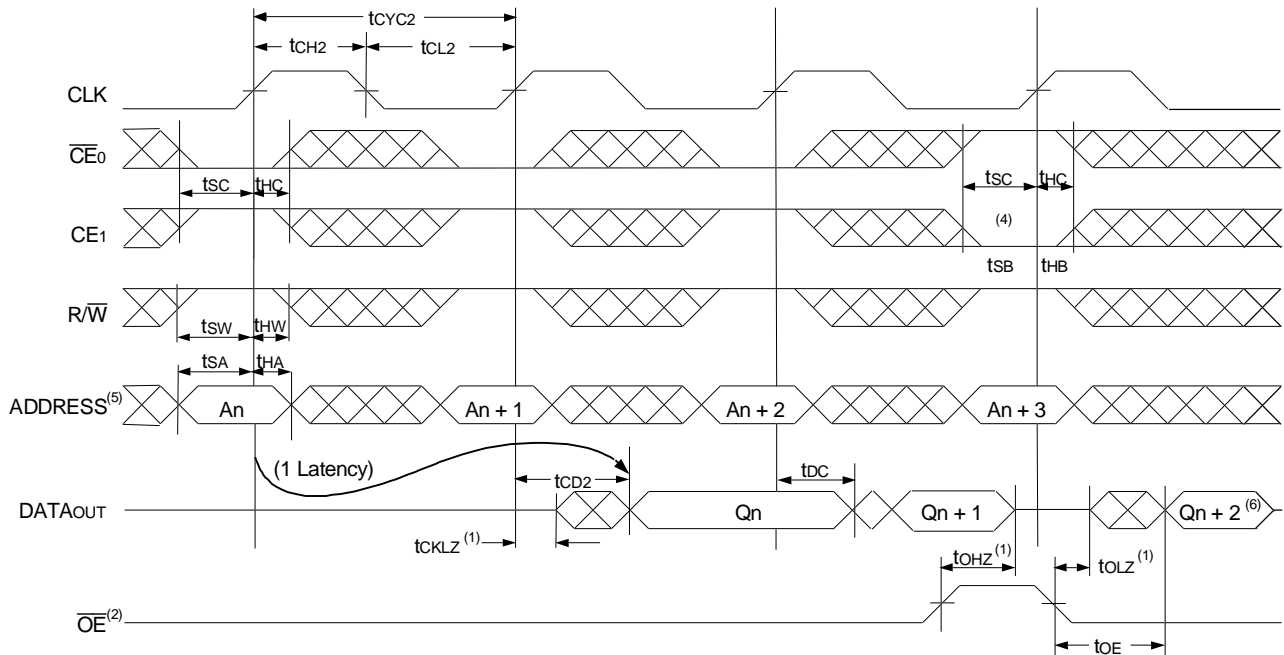 tCYC2
tCH2 tCL2
CLK
CE0
tSC tHC tSC tHC
CE1 (4)
tSB tHB
R/W
tSW tHW
tSA tHA
ADDRESS(5) An An + 1 An + 2 An + 3
(1 Latency) tCD2 tDC
DATAOUT Qn Qn + 1 Qn + 2 (6)
tCKLZ (1)
tOHZ (1) tOLZ (1)
OE (2)
tOE